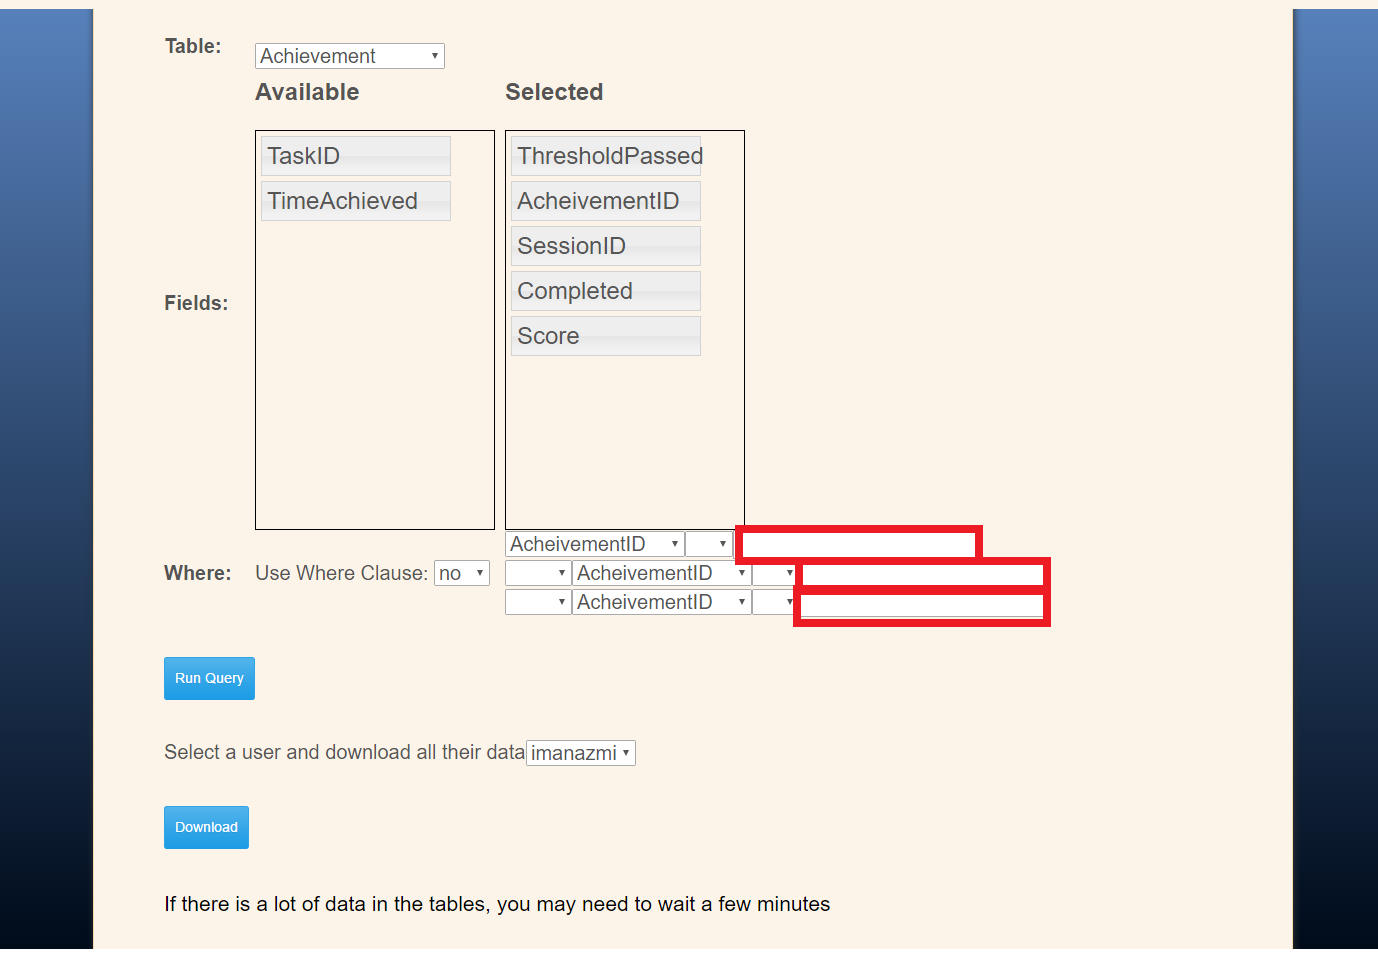 Table:
Achievement
Available Selected
TaskID ThresholdPassed
TimeAchieved AcheivementID
SessionID
Fields:
Completed
Score
AcheivementID
Where: Use Where Clause: no AcheivementID
AcheivementID
Run Query
Select a user and download all their data imanazmi
Download
If there is a lot of data in the tables, you may need to wait a few minutes